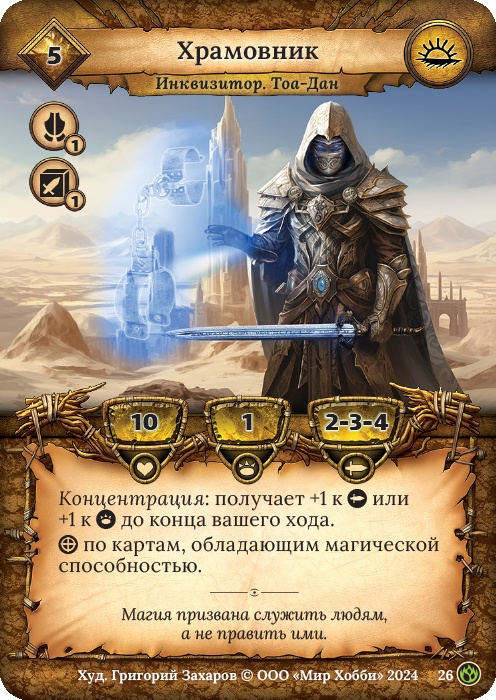 5
Храмовник
Инквизитор. Тоа-Дан
1
1
10
1
2-3-4
Концентрация: получает +1 к или
+1 к до конца вашего хода.
по картам, обладающим магической
способностью.
Магия призвана служить людям,
а не править ими.
Худ. Григорий Захаров © ООО «Мир Хобби» 2024 26